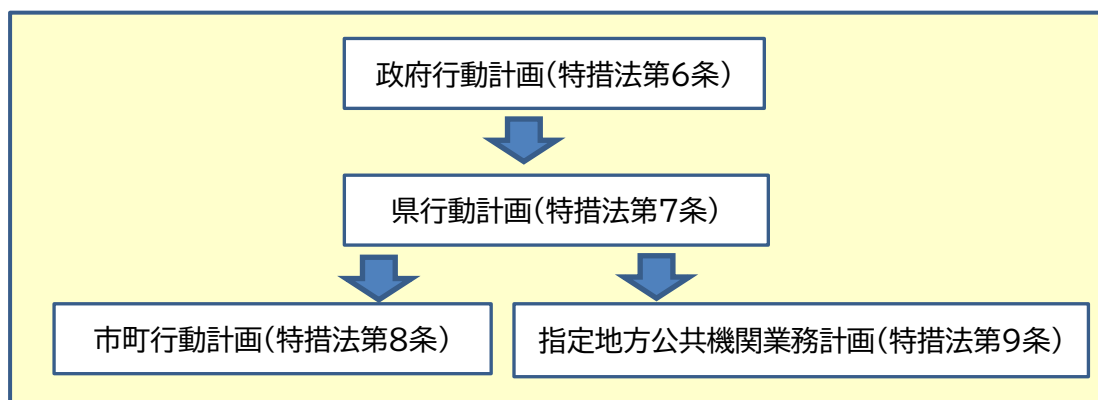 政府行動計画(特措法第6条)
県行動計画(特措法第7条)
市町行動計画(特措法第8条)
指定地方公共機関業務計画(特措法第9条)